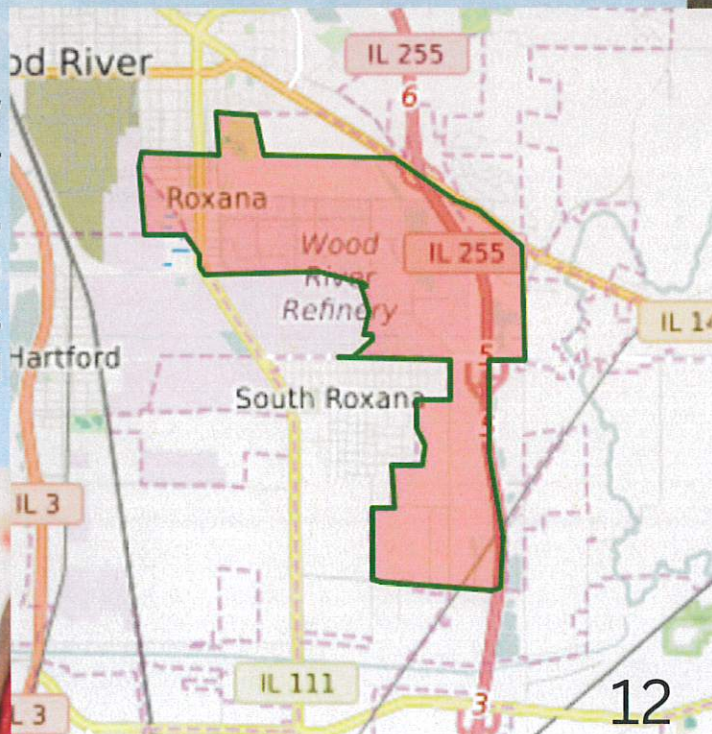 od River
IL 255
6
Roxana
Wood
River
Refinery
IL 255
IL 14
5
Hartford
South Roxana
IL 3
IL 111
L 3
3
12